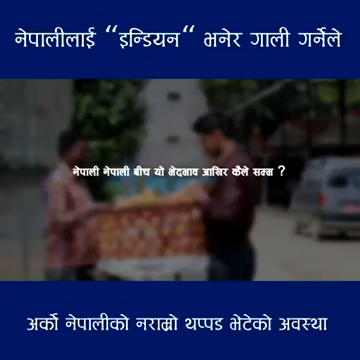 नेपालीलाई “इन्डियन“ भनेर गाली गर्नेले
नेपाली नेपाली बीच यो भेदभाव आखिर कैले सम्म ?
अर्को नेपालीको नराम्रो थप्पड भेटेको अवस्था